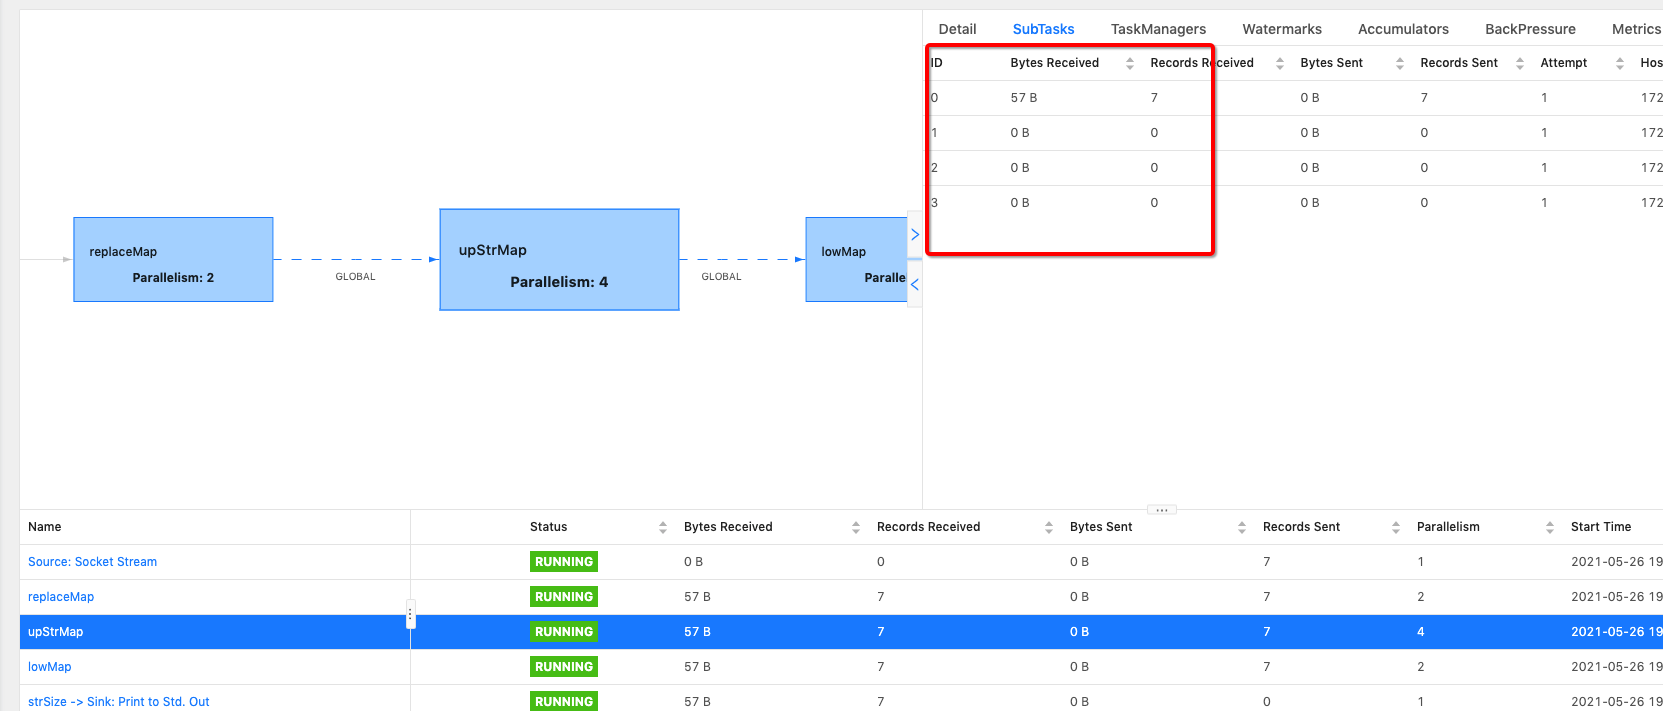 Detail SubTasks TaskManagers Watermarks Accumulators BackPressure Metrics
ID Bytes Received Records Received Bytes Sent Records Sent Attempt Hos
0 57 B 7 0 B 7 1 172
1 0 B 0 0 B 0 1 172
2 0 B 0 0 B 0 1 172
3 0 B 0 0 B 0 1 172
replaceMap
Parallelism: 2
GLOBAL
upStrMap
Parallelism: 4
GLOBAL
lowMap
Paralle
Name Status Bytes Received Records Received Bytes Sent Records Sent Parallelism Start Time
Source: Socket Stream RUNNING 0 B 0 0 B 7 1 2021-05-26 19
replaceMap RUNNING 57 B 7 0 B 7 2 2021-05-26 19
upStrMap RUNNING 57 B 7 0 B 7 4 2021-05-26 19
lowMap RUNNING 57 B 7 0 B 7 2 2021-05-26 19
strSize -> Sink: Print to Std. Out RUNNING 57 B 7 0 B 0 1 2021-05-26 19